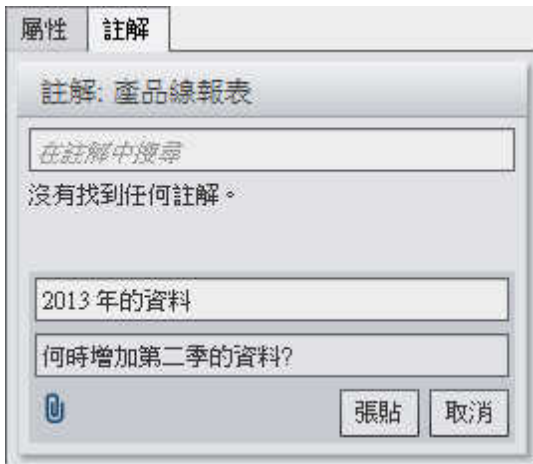 屬性 註解
註解: 產品線報表
在註解中搜尋
沒有找到任何註解。
2013 年的資料
何時增加第二季的資料?
張貼 取消